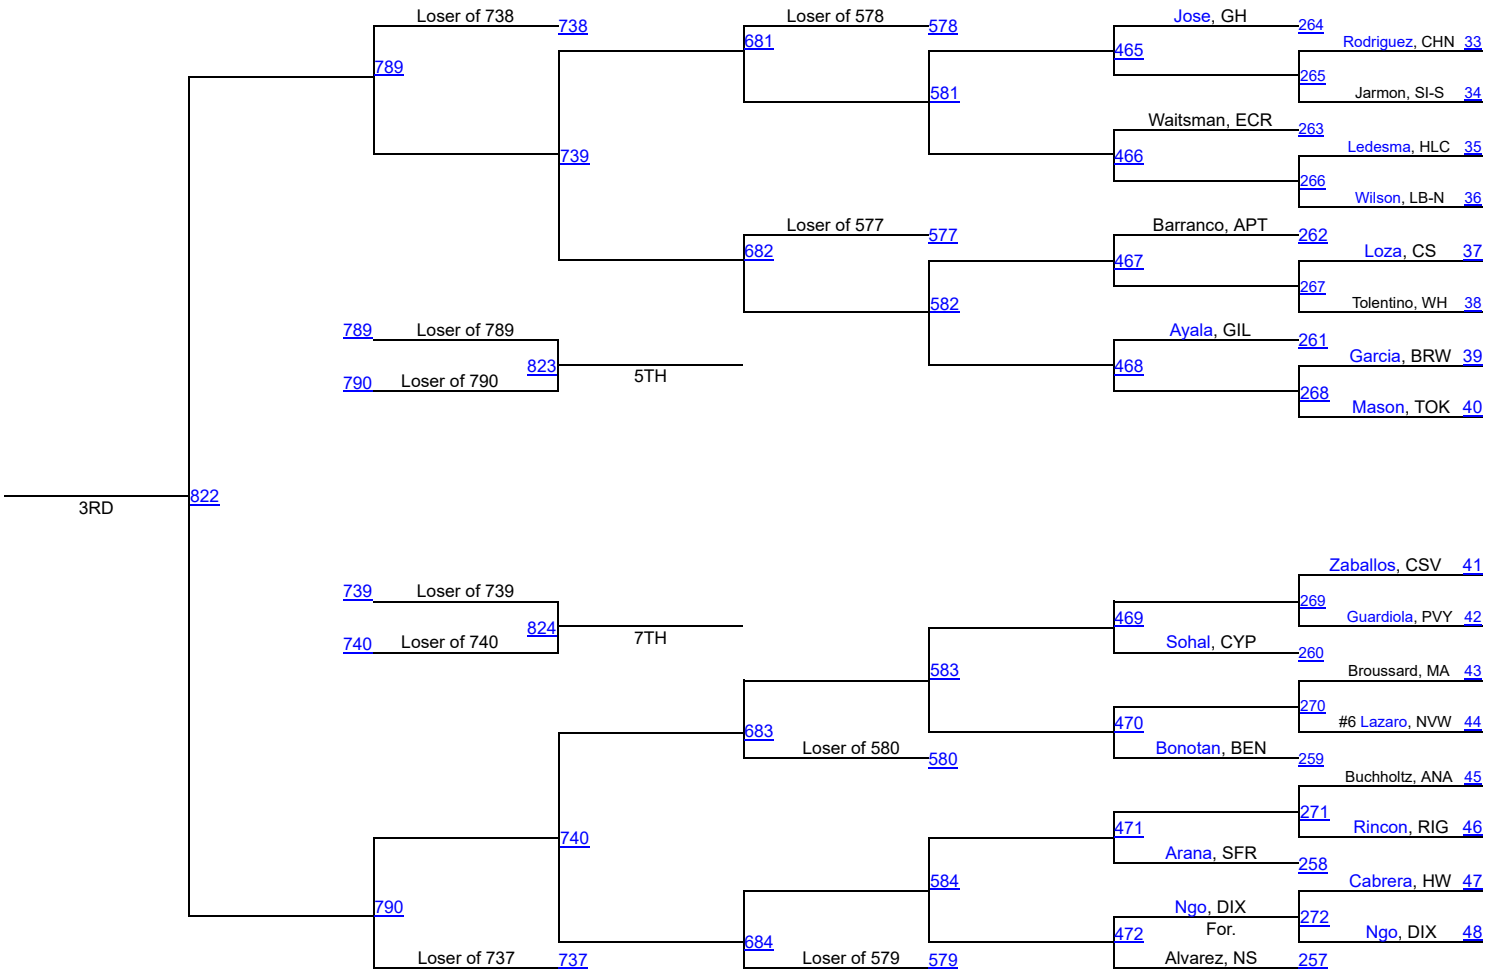 Loser of 738 738 Loser of 578 578 Jose, GH 264
681 Rodriguez, CHN 33
465
789 265
581 Jarmon, SI-S 34
Waitsman, ECR 263
739 466 Ledesma, HLC 35
266
Wilson, LB-N 36
Loser of 577 577 Barranco, APT 262
682 467 Loza, CS 37
267
582 Tolentino, WH 38
789 Loser of 789 Ayala, GIL 261
823 468 Garcia, BRW 39
5TH
790 Loser of 790 268
Mason, TOK 40
822
3RD
Zaballos, CSV 41
739 Loser of 739 269
824 469 Guardiola, PVY 42
7TH
740 Loser of 740 Sohal, CYP 260
583 Broussard, MA 43
270
683 470 #6 Lazaro, NVW 44
Loser of 580 580 Bonotan, BEN 259
Buchholtz, ANA 45
271
740 471 Rincon, RIG 46
Arana, SFR 258
584 Cabrera, HW 47
790 Ngo, DIX 272
For.
684 472 Ngo, DIX 48
Loser of 737 737 Loser of 579 579 Alvarez, NS 257